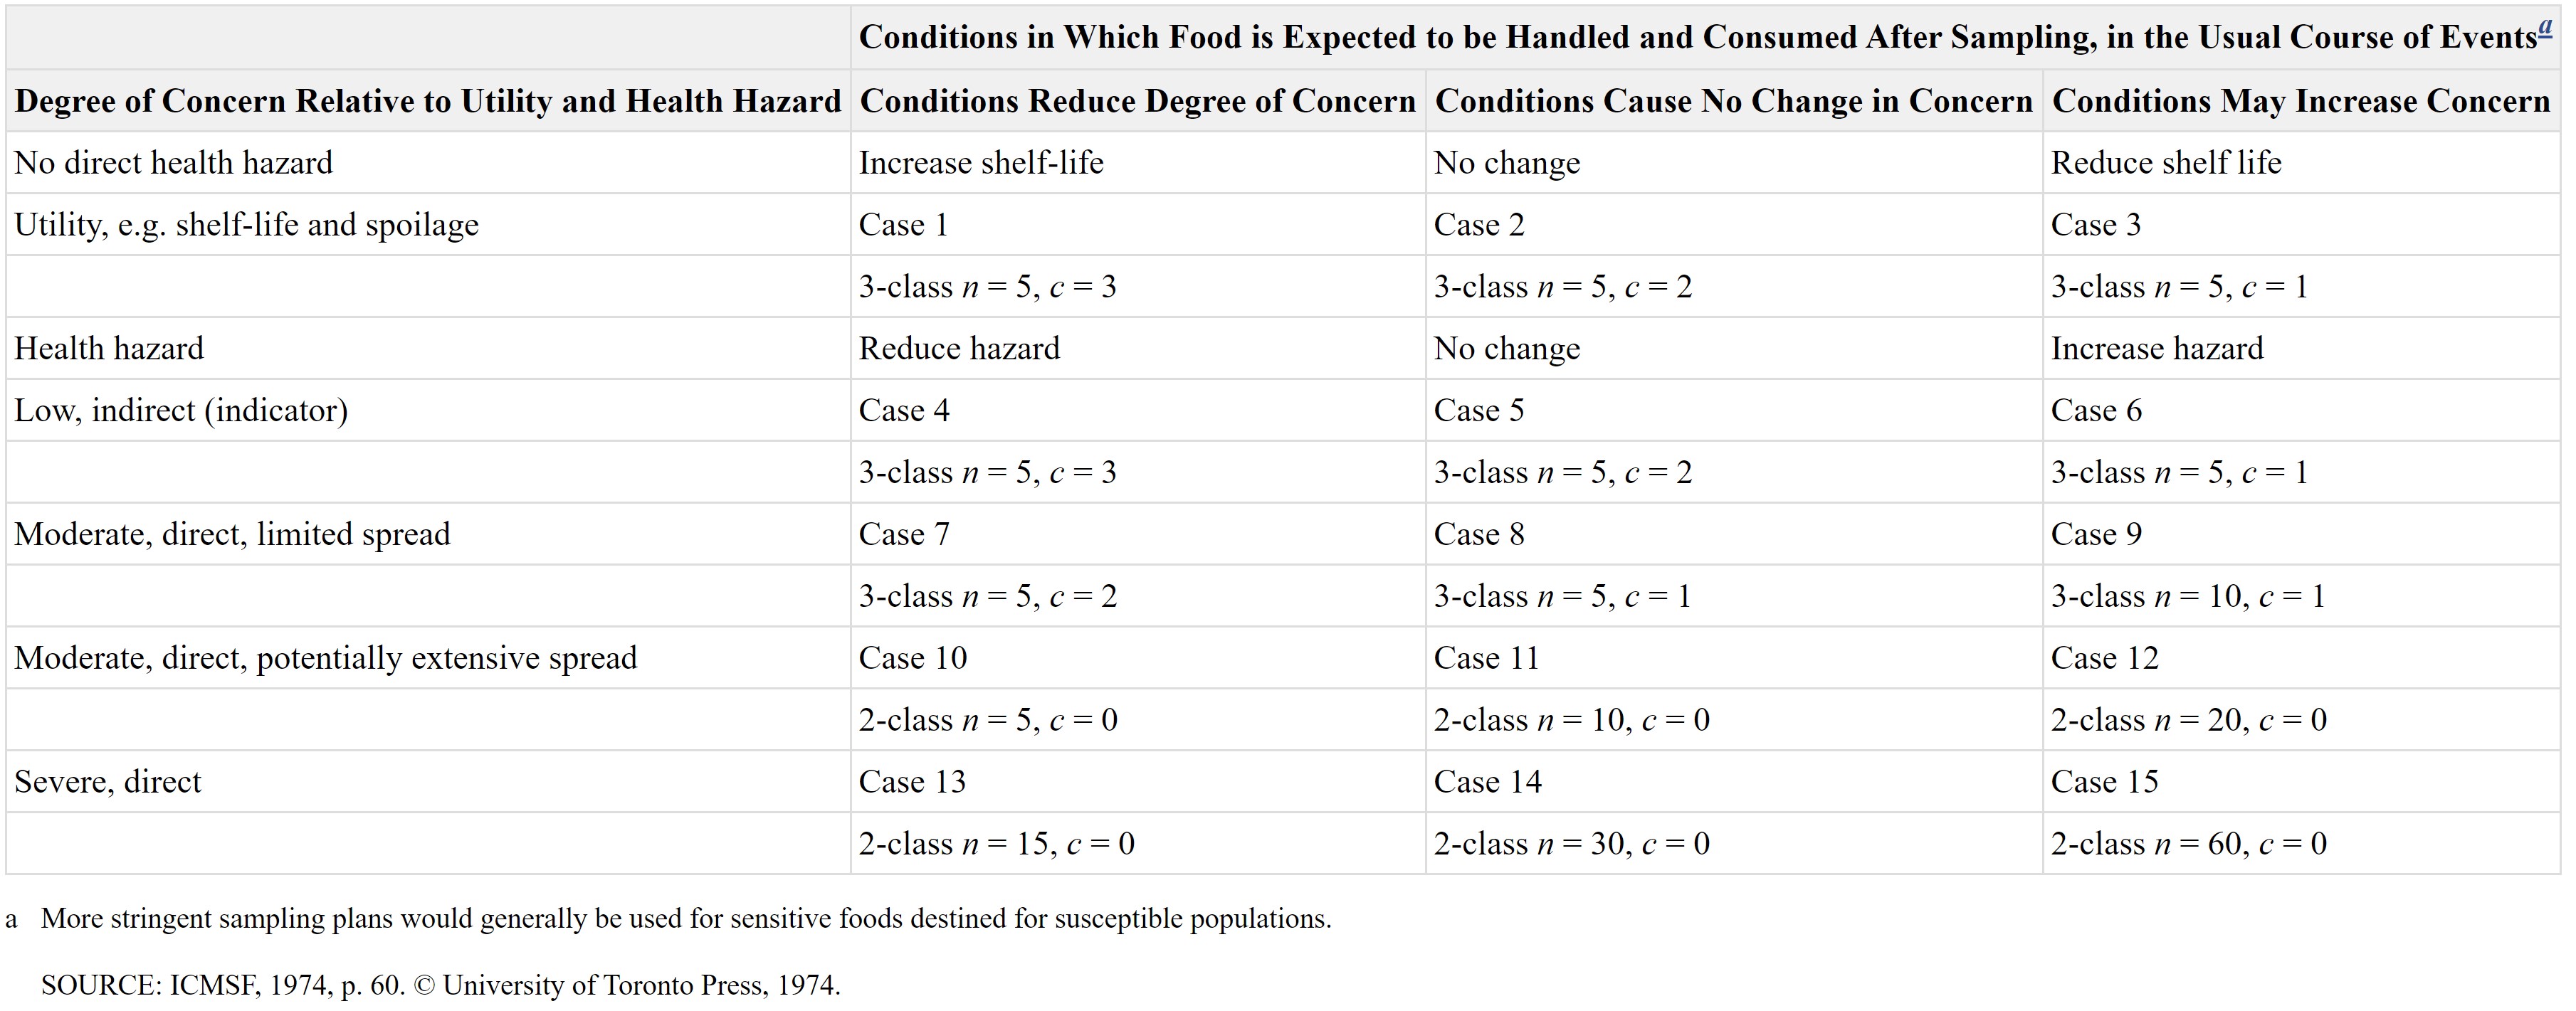 Conditions in Which Food is Expected to be Handled and Consumed After Sampling, in the Usual Course of Events a
Degree of Concern Relative to Utility and Health Hazard Conditions Reduce Degree of Concern Conditions Cause No Change in Concern Conditions May Increase Concern
No direct health hazard Increase shelf-life No change Reduce shelf life
Utility, e.g. shelf-life and spoilage Case 1 Case 2 Case 3
3-class n = 5, c = 3 3-class n = 5, c = 2 3-class n = 5, c = 1
Health hazard Reduce hazard No change Increase hazard
Low, indirect (indicator) Case 4 Case 5 Case 6
3-class n = 5, c = 3 3-class n = 5, c = 2 3-class n = 5, c = 1
Moderate, direct, limited spread Case 7 Case 8 Case 9
3-class n = 5, c = 2 3-class n = 5, c = 1 3-class n = 10, c = 1
Moderate, direct, potentially extensive spread Case 10 Case 11 Case 12
2-class n = 5, c = 0 2-class n = 10, c = 0 2-class n = 20, c = 0
Severe, direct Case 13 Case 14 Case 15
2-class n = 15, c = 0 2-class n = 30, c = 0 2-class n = 60, c = 0
a More stringent sampling plans would generally be used for sensitive foods destined for susceptible populations.
SOURCE: ICMSF, 1974, p. 60. © University of Toronto Press, 1974.